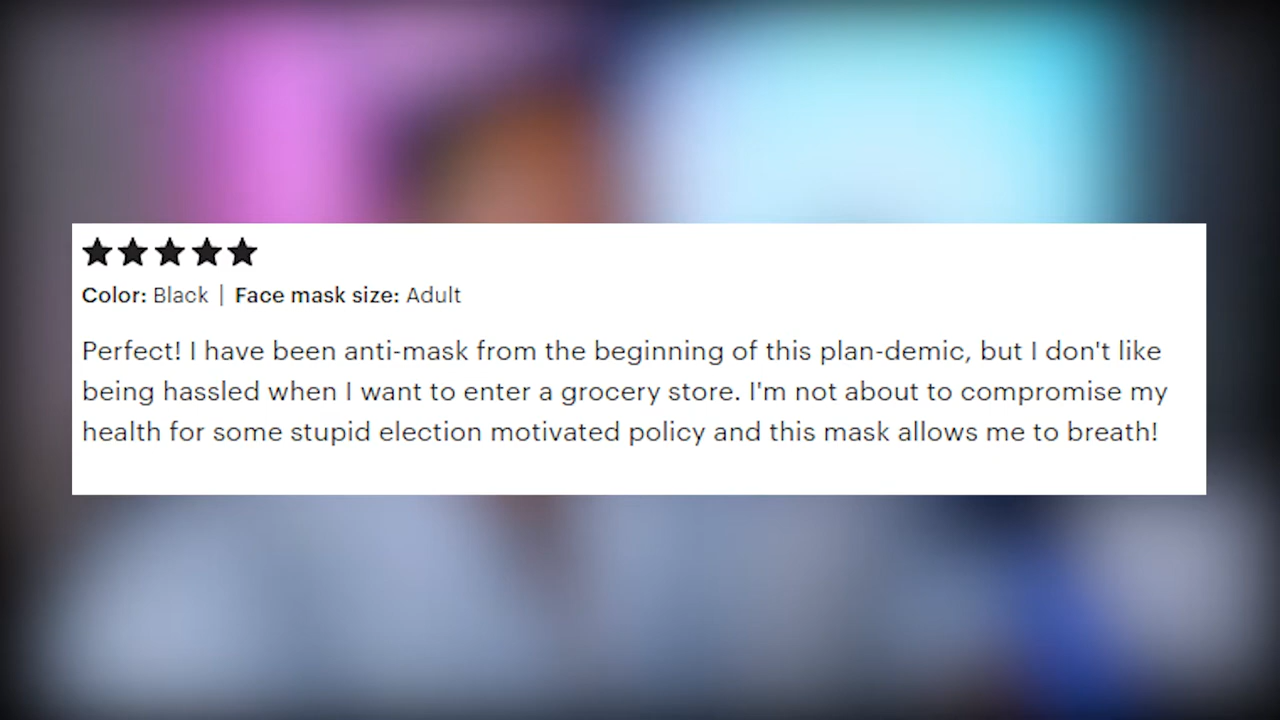 ★★★★★
Color: Black | Face mask size: Adult
Perfect! I have been anti-mask from the beginning of this plan-demic, but I don't like
being hassled when I want to enter a grocery store. I'm not about to compromise my
health for some stupid election motivated policy and this mask allows me to breath!